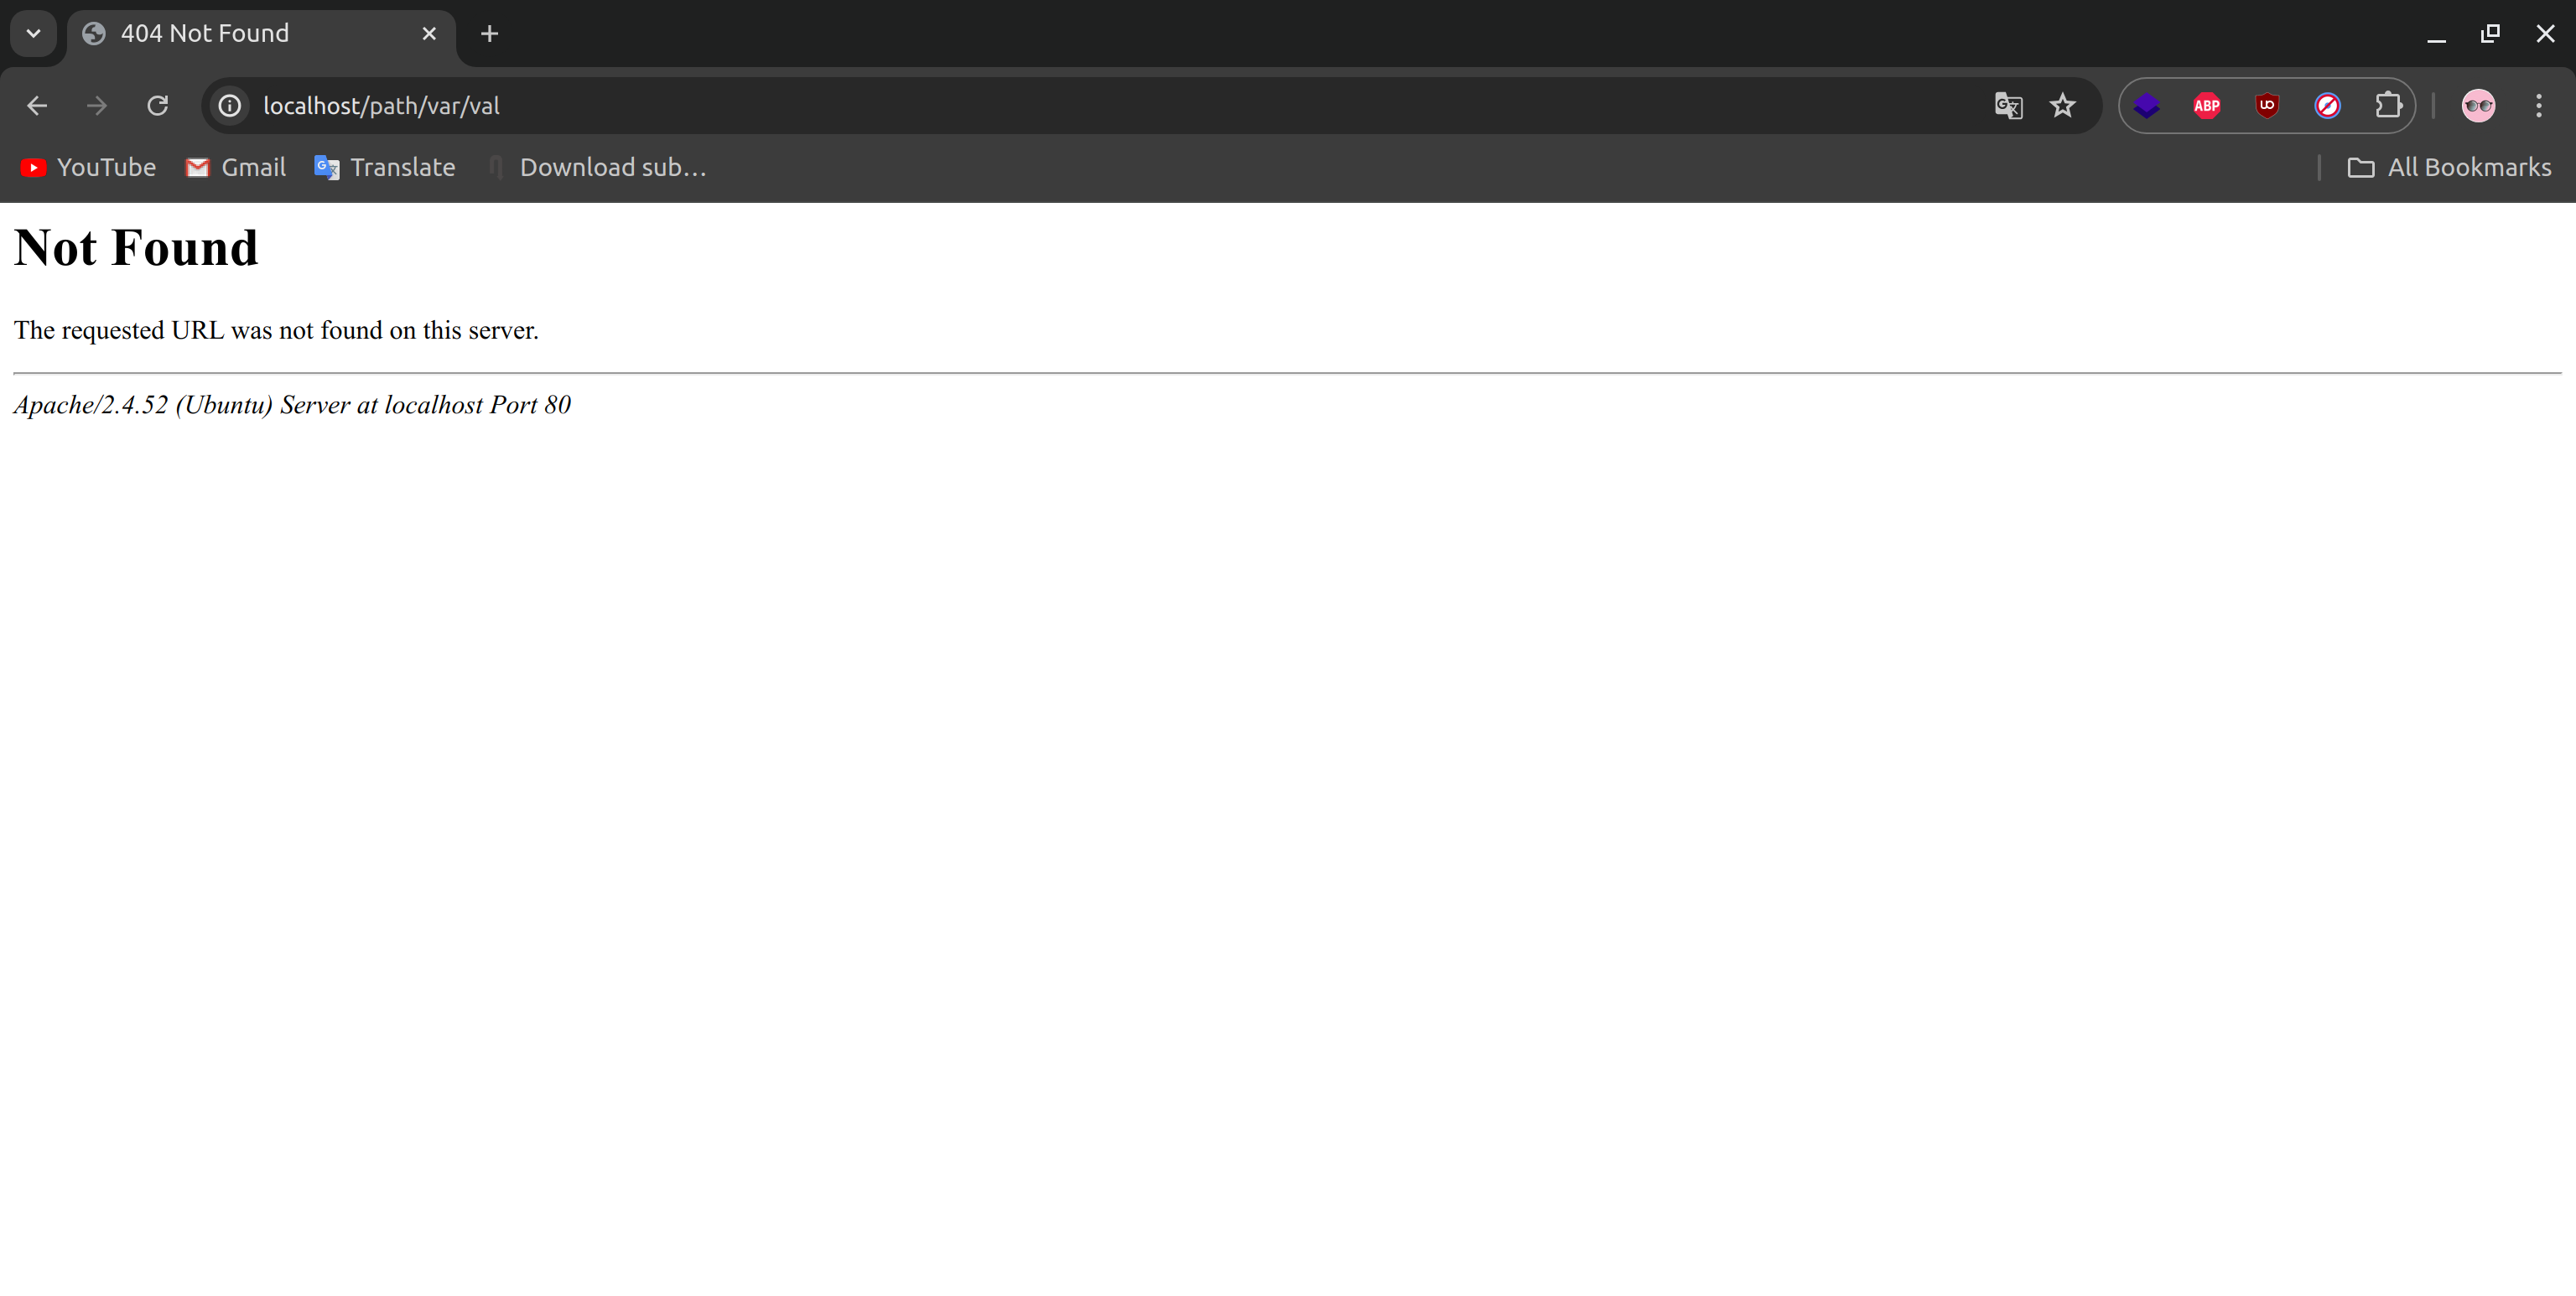 404 Not Found
localhost/path/var/val
ABP
YouTube Gmail Translate Download sub... All Bookmarks
Not Found
The requested URL was not found on this server.
Apache/2.4.52 (Ubuntu) Server at localhost Port 80